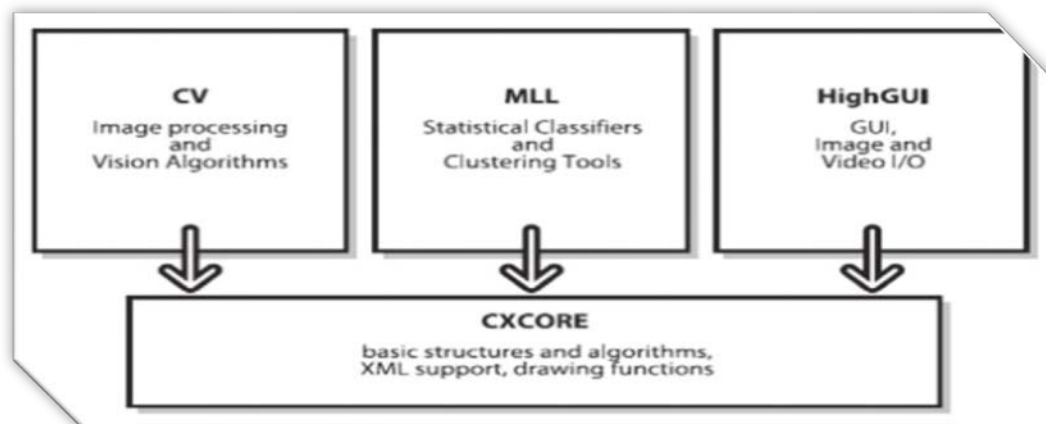 CV
Image processing
and
Vision Algorithms
MLL
Statistical Classifiers
and
Clustering Tools
HighGUI
GUI,
Image and
Video I/O
CXCORE
basic structures and algorithms,
XML support, drawing functions